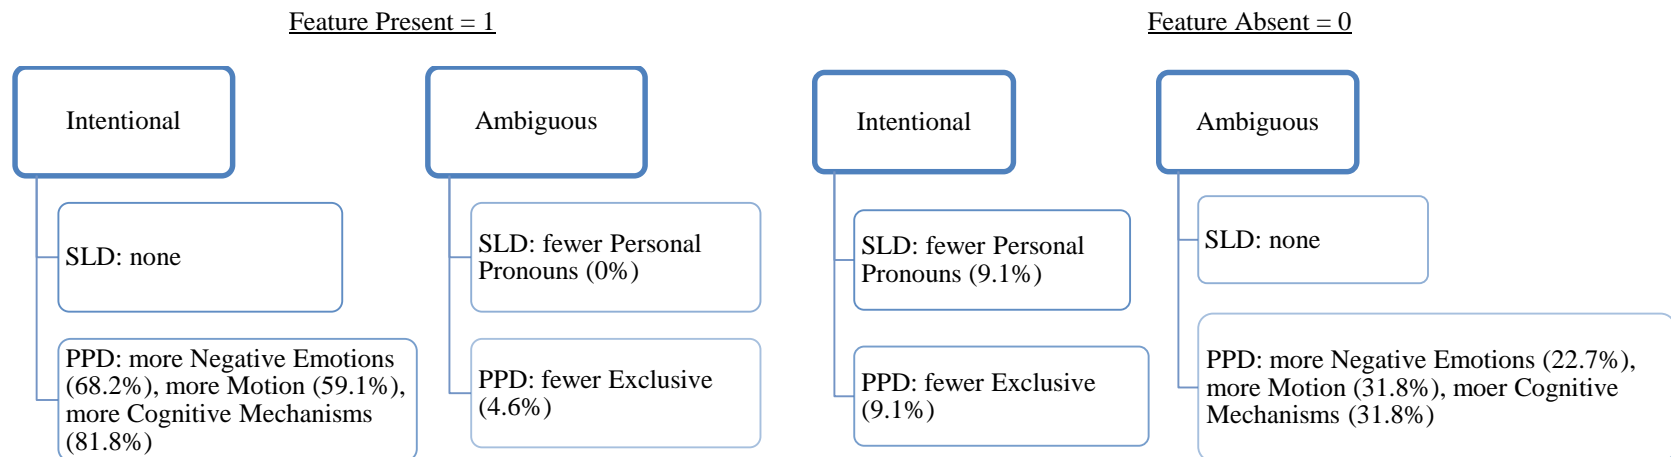 Feature Present = 1
Intentional
SLD: none
PPD: more Negative Emotions
(68.2%), more Motion (59.1%),
more Cognitive Mechanisms
(81.8%)
Ambiguous
SLD: fewer Personal
Pronouns (0%)
PPD: fewer Exclusive
(4.6%)
Feature Absent = 0
Intentional
SLD: fewer Personal
Pronouns (9.1%)
PPD: fewer Exclusive
(9.1%)
Ambiguous
SLD: none
PPD: more Negative Emotions (22.7%),
more Motion (31.8%), moer Cognitive
Mechanisms (31.8%)